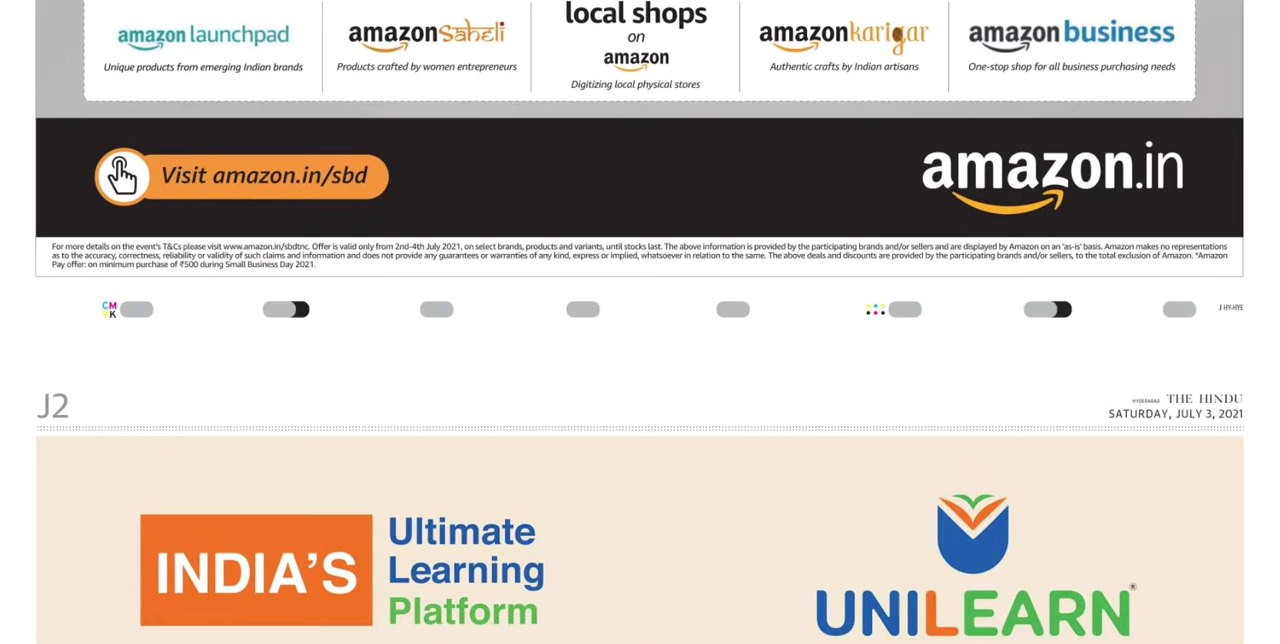 amazon launchpad
Unique products from emerging Indian brands
amazon Saheli
Products crafted by women entrepreneurs
local shops
on
amazon
Digitizing local physical stores
amazon karigar
Authentic crafts by Indian artisans
amazon business
One-stop shop for all business purchasing needs
Visit amazon.in/sbd
amazon.in
For more details on the event's T&Cs please visit www.amazon.in/sbdtnc. Offer is valid only from 2nd-4th July 2021, on select brands, products and variants, until stocks last. The above information is provided by the participating brands and/or sellers and are displayed by Amazon on an 'as-is' basis. Amazon makes no representations
as to the accuracy, correctness, reliability or validity of such claims and information and does not provide any guarantees or warranties of any kind, express or implied, whatsoever in relation to the same. The above deals and discounts are provided by the participating brands and/or sellers, to the total exclusion of Amazon. *Amazon
Pay offer: on minimum purchase of ₹500 during Small Business Day 2021.
CM
YK
J HY-HYE
J2
HYDERABAD THE HINDU
SATURDAY, JULY 3, 2021
INDIA'S
Ultimate
Learning
Platform
UNILEARN®